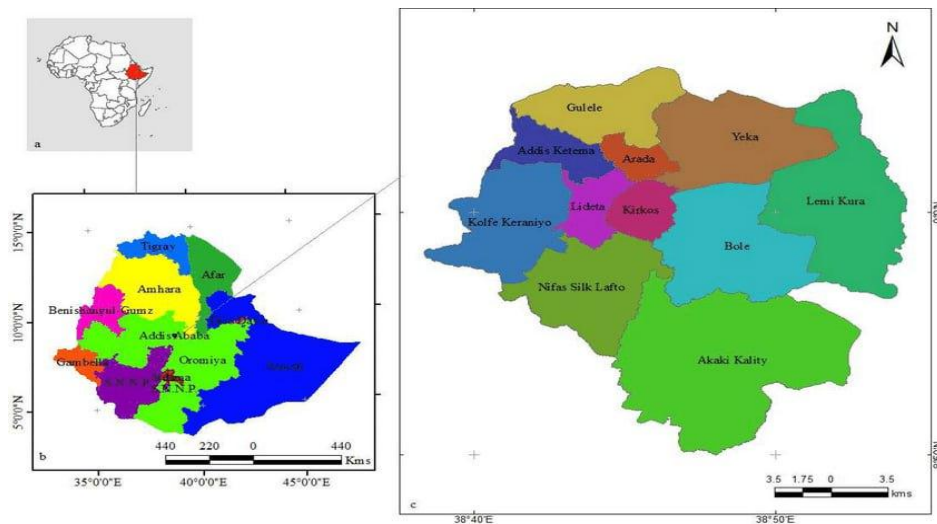 a
15°0'0"N
10°0'0"N
5°0'0"N
Tigray
Afar
Amhara
Benishangul Gumz
Addis Ababa
Oromiya
Gambella
S.N.N.P.
440 220 0 440
Kms
b
35°0'0"E 40°0'0"E 45°0'0"E
N
Gulele
Yeka
Addis Ketema
Arada
Lideta
Kirkos
Lemi Kura
Kolfe Keraniyo
Bole
Nifas Silk Lafto
Akaki Kality
3.5 1.75 0 3.5
kms
c
38°40'E 38°50'E